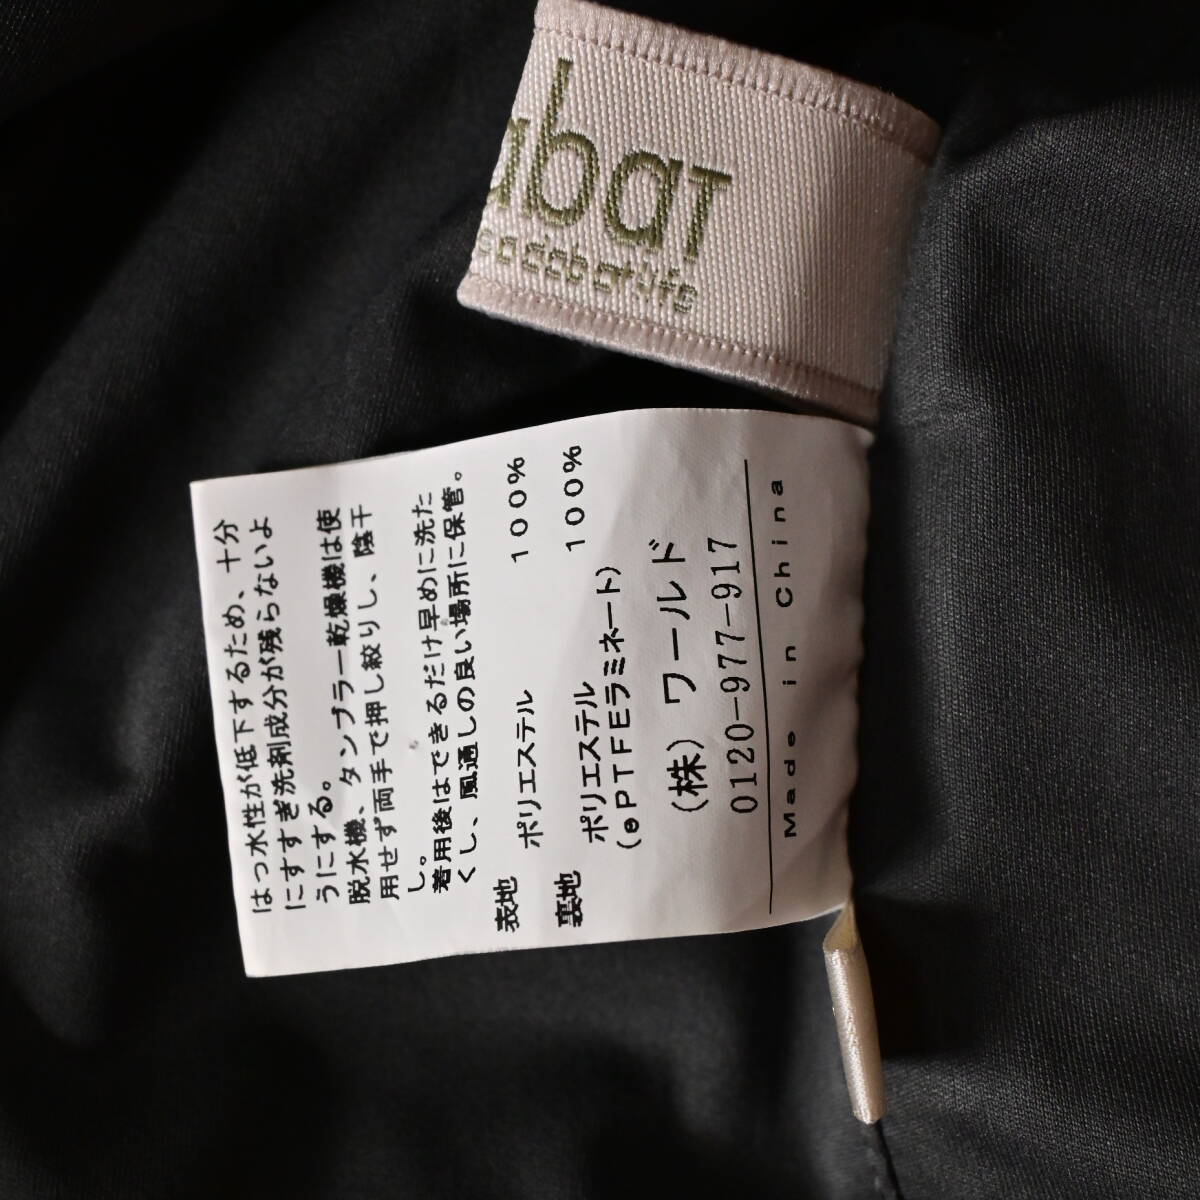 abaT
はっ水性が低下するため、十分
にすすぎ洗剤成分が残らないよ
うにする。
脱水機、タンブラー乾燥機は使
用せず両手で押し絞りし、陰干
し。
着用後はできるだけ早めに洗た
くし、風通しの良い場所に保管。
表地 ポリエステル 100%
裏地 ポリエステル 100%
(ePTFEラミネート)
(株) ワールド
0120-977-917
Made in China